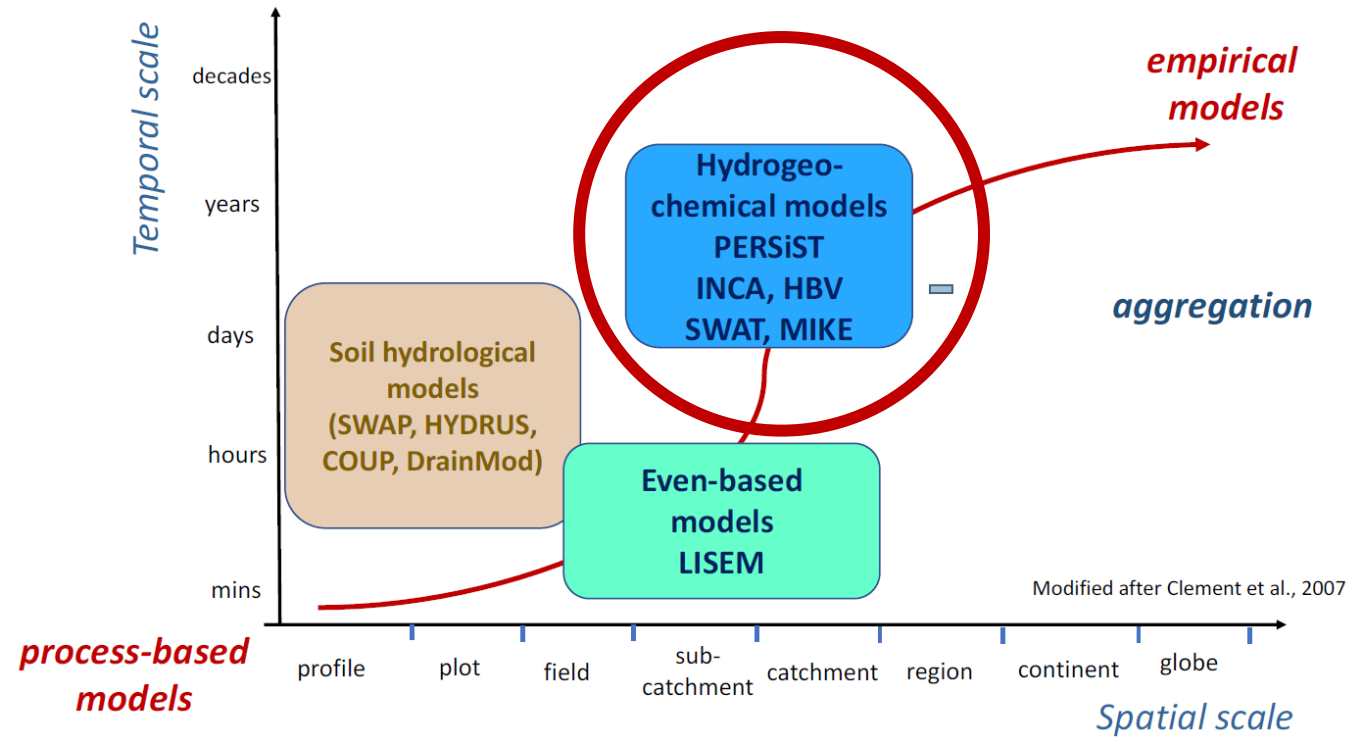 Temporal scale
decades
years
days
hours
mins
empirical
models
Hydrogeo-
chemical models
PERSiST
INCA, HBV
SWAT, MIKE
aggregation
Soil hydrological
models
(SWAP, HYDRUS,
COUP, DrainMod)
Even-based
models
LISEM
Modified after Clement et al., 2007
process-based
models
profile
plot
field
sub-
catchment
catchment
region
continent
globe
Spatial scale